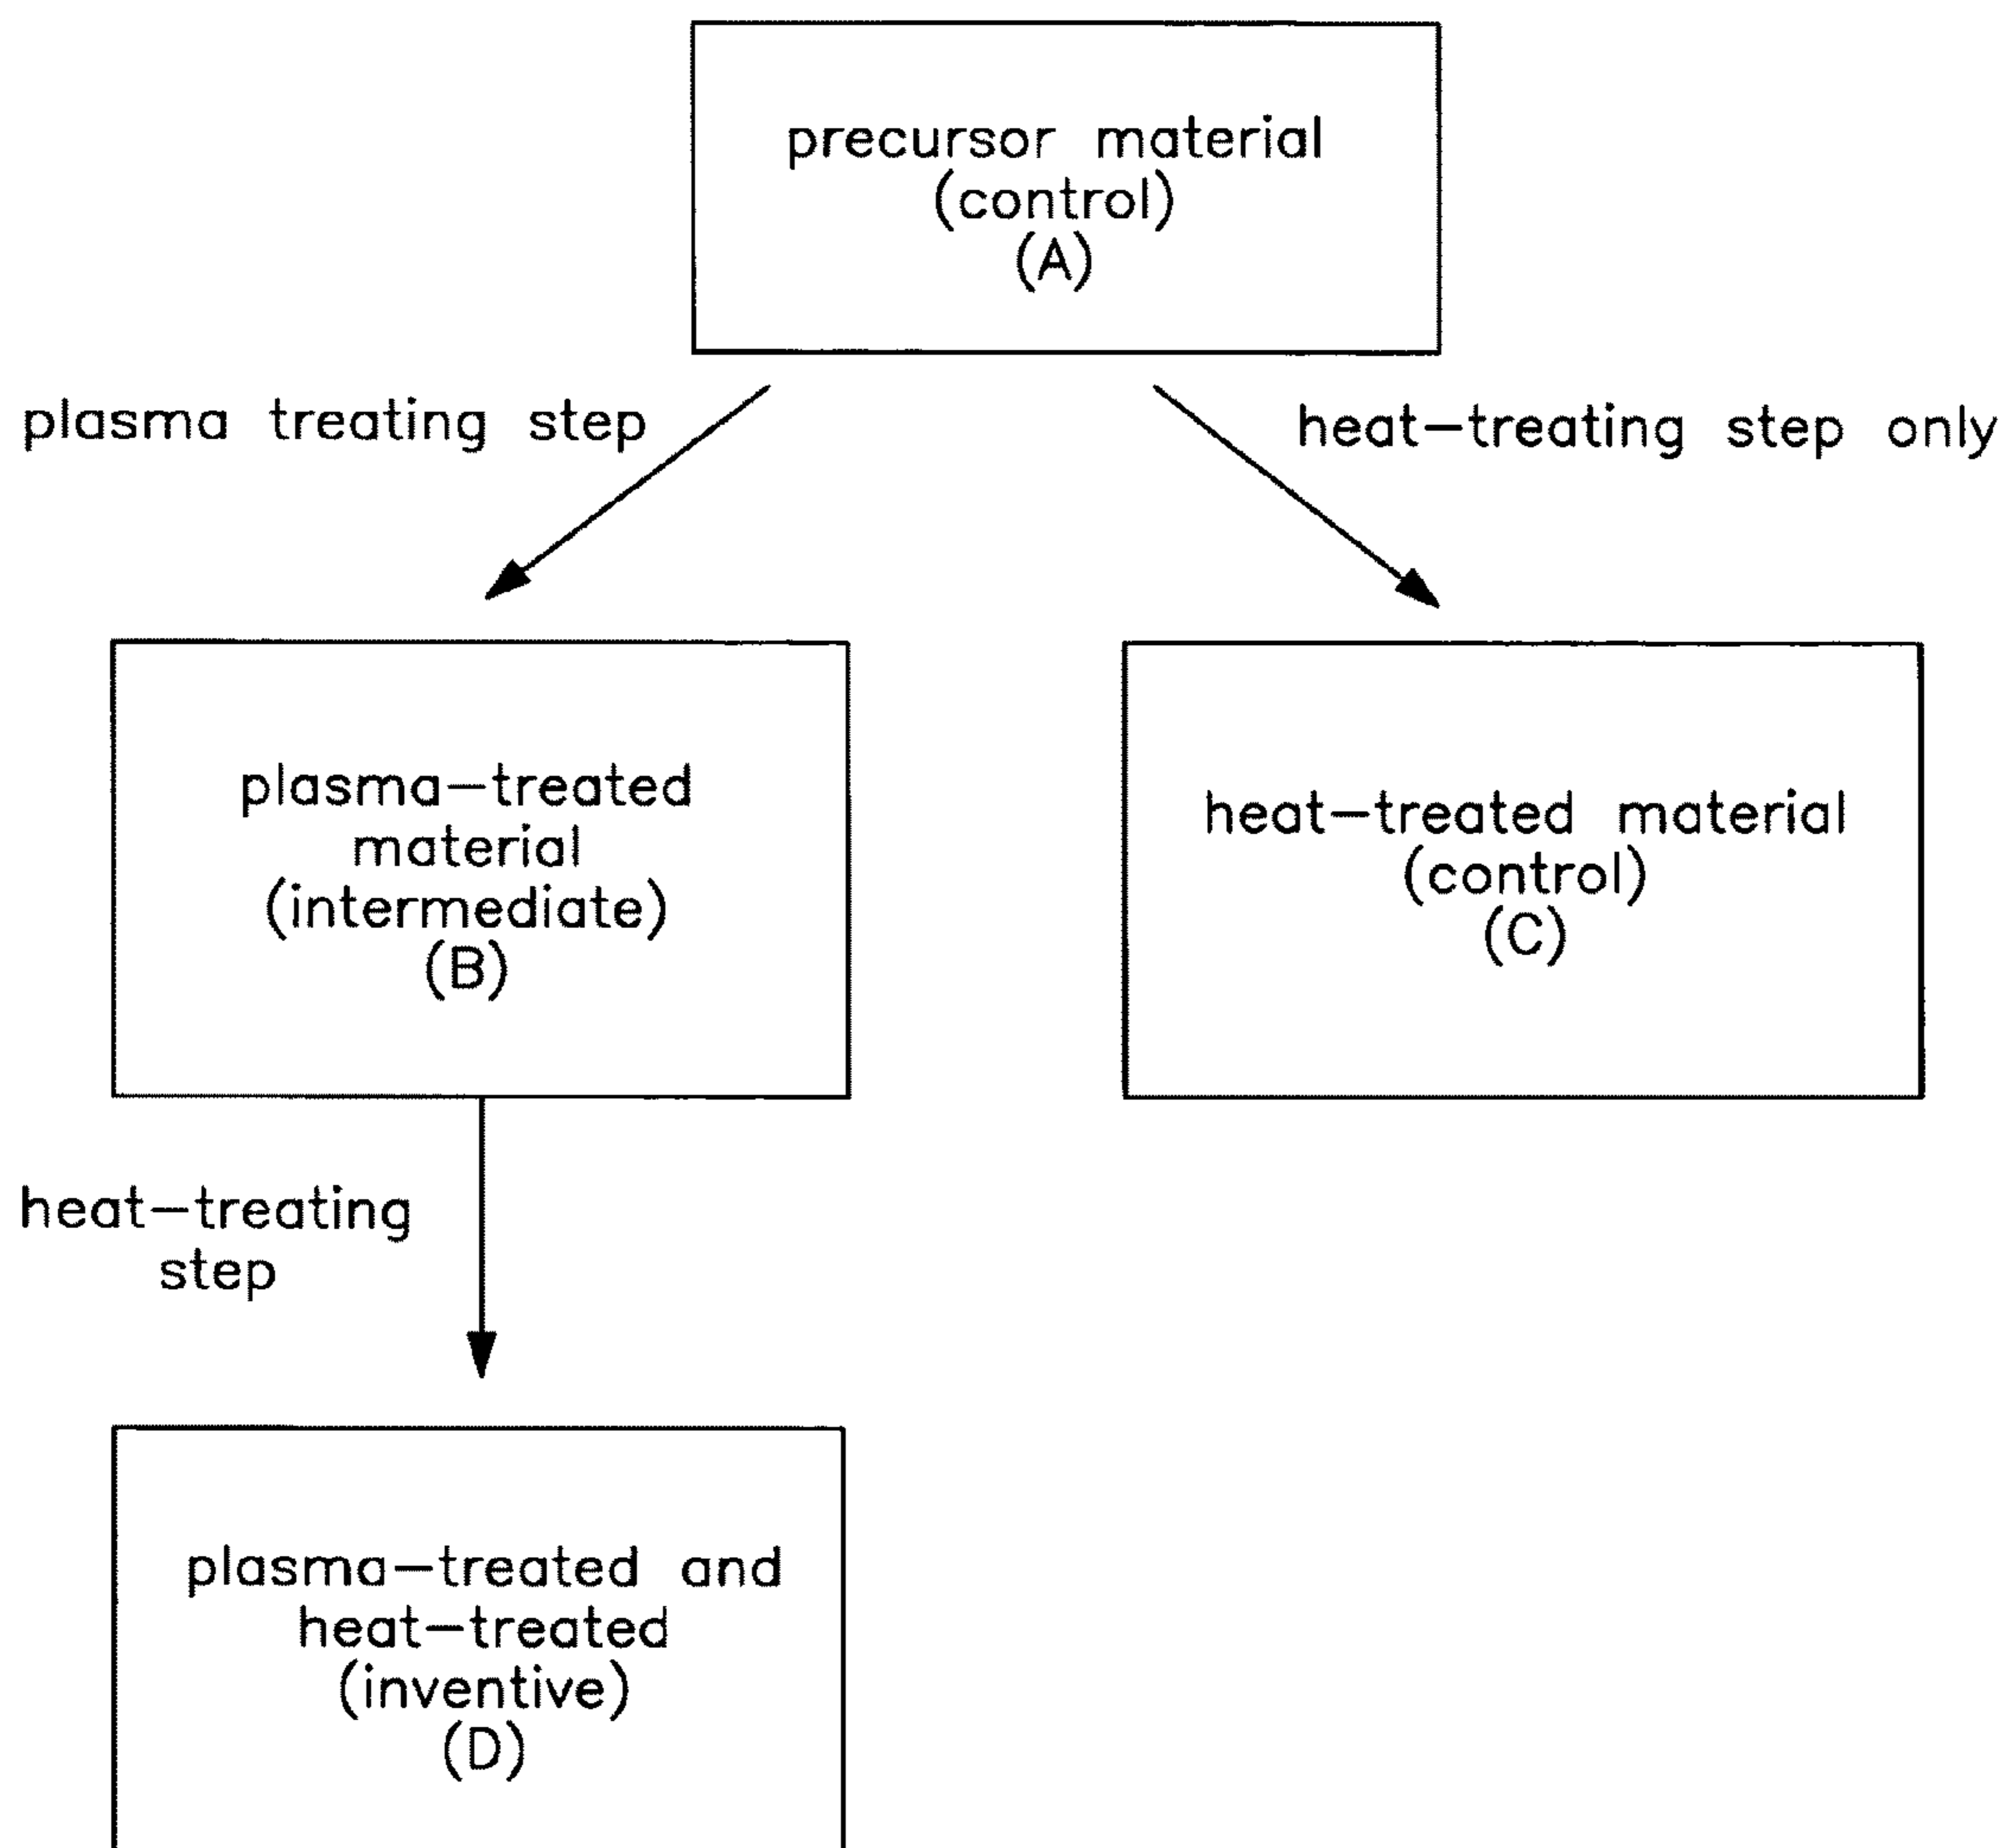 precursor material
(control)
(A)
plasma treating step
heat-treating step only
plasma-treated
material
(intermediate)
(B)
heat-treated material
(control)
(C)
heat-treating
step
plasma-treated and
heat-treated
(inventive)
(D)